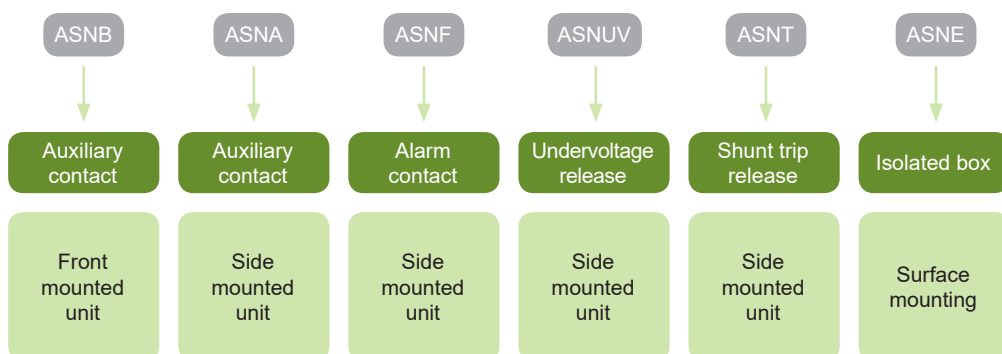 ASNB
ASNA
ASNF
ASNUV
ASNT
ASNE
Auxiliary
contact
Auxiliary
contact
Alarm
contact
Undervoltage
release
Shunt trip
release
Isolated box
Front
mounted
unit
Side
mounted
unit
Side
mounted
unit
Side
mounted
unit
Side
mounted
unit
Surface
mounting